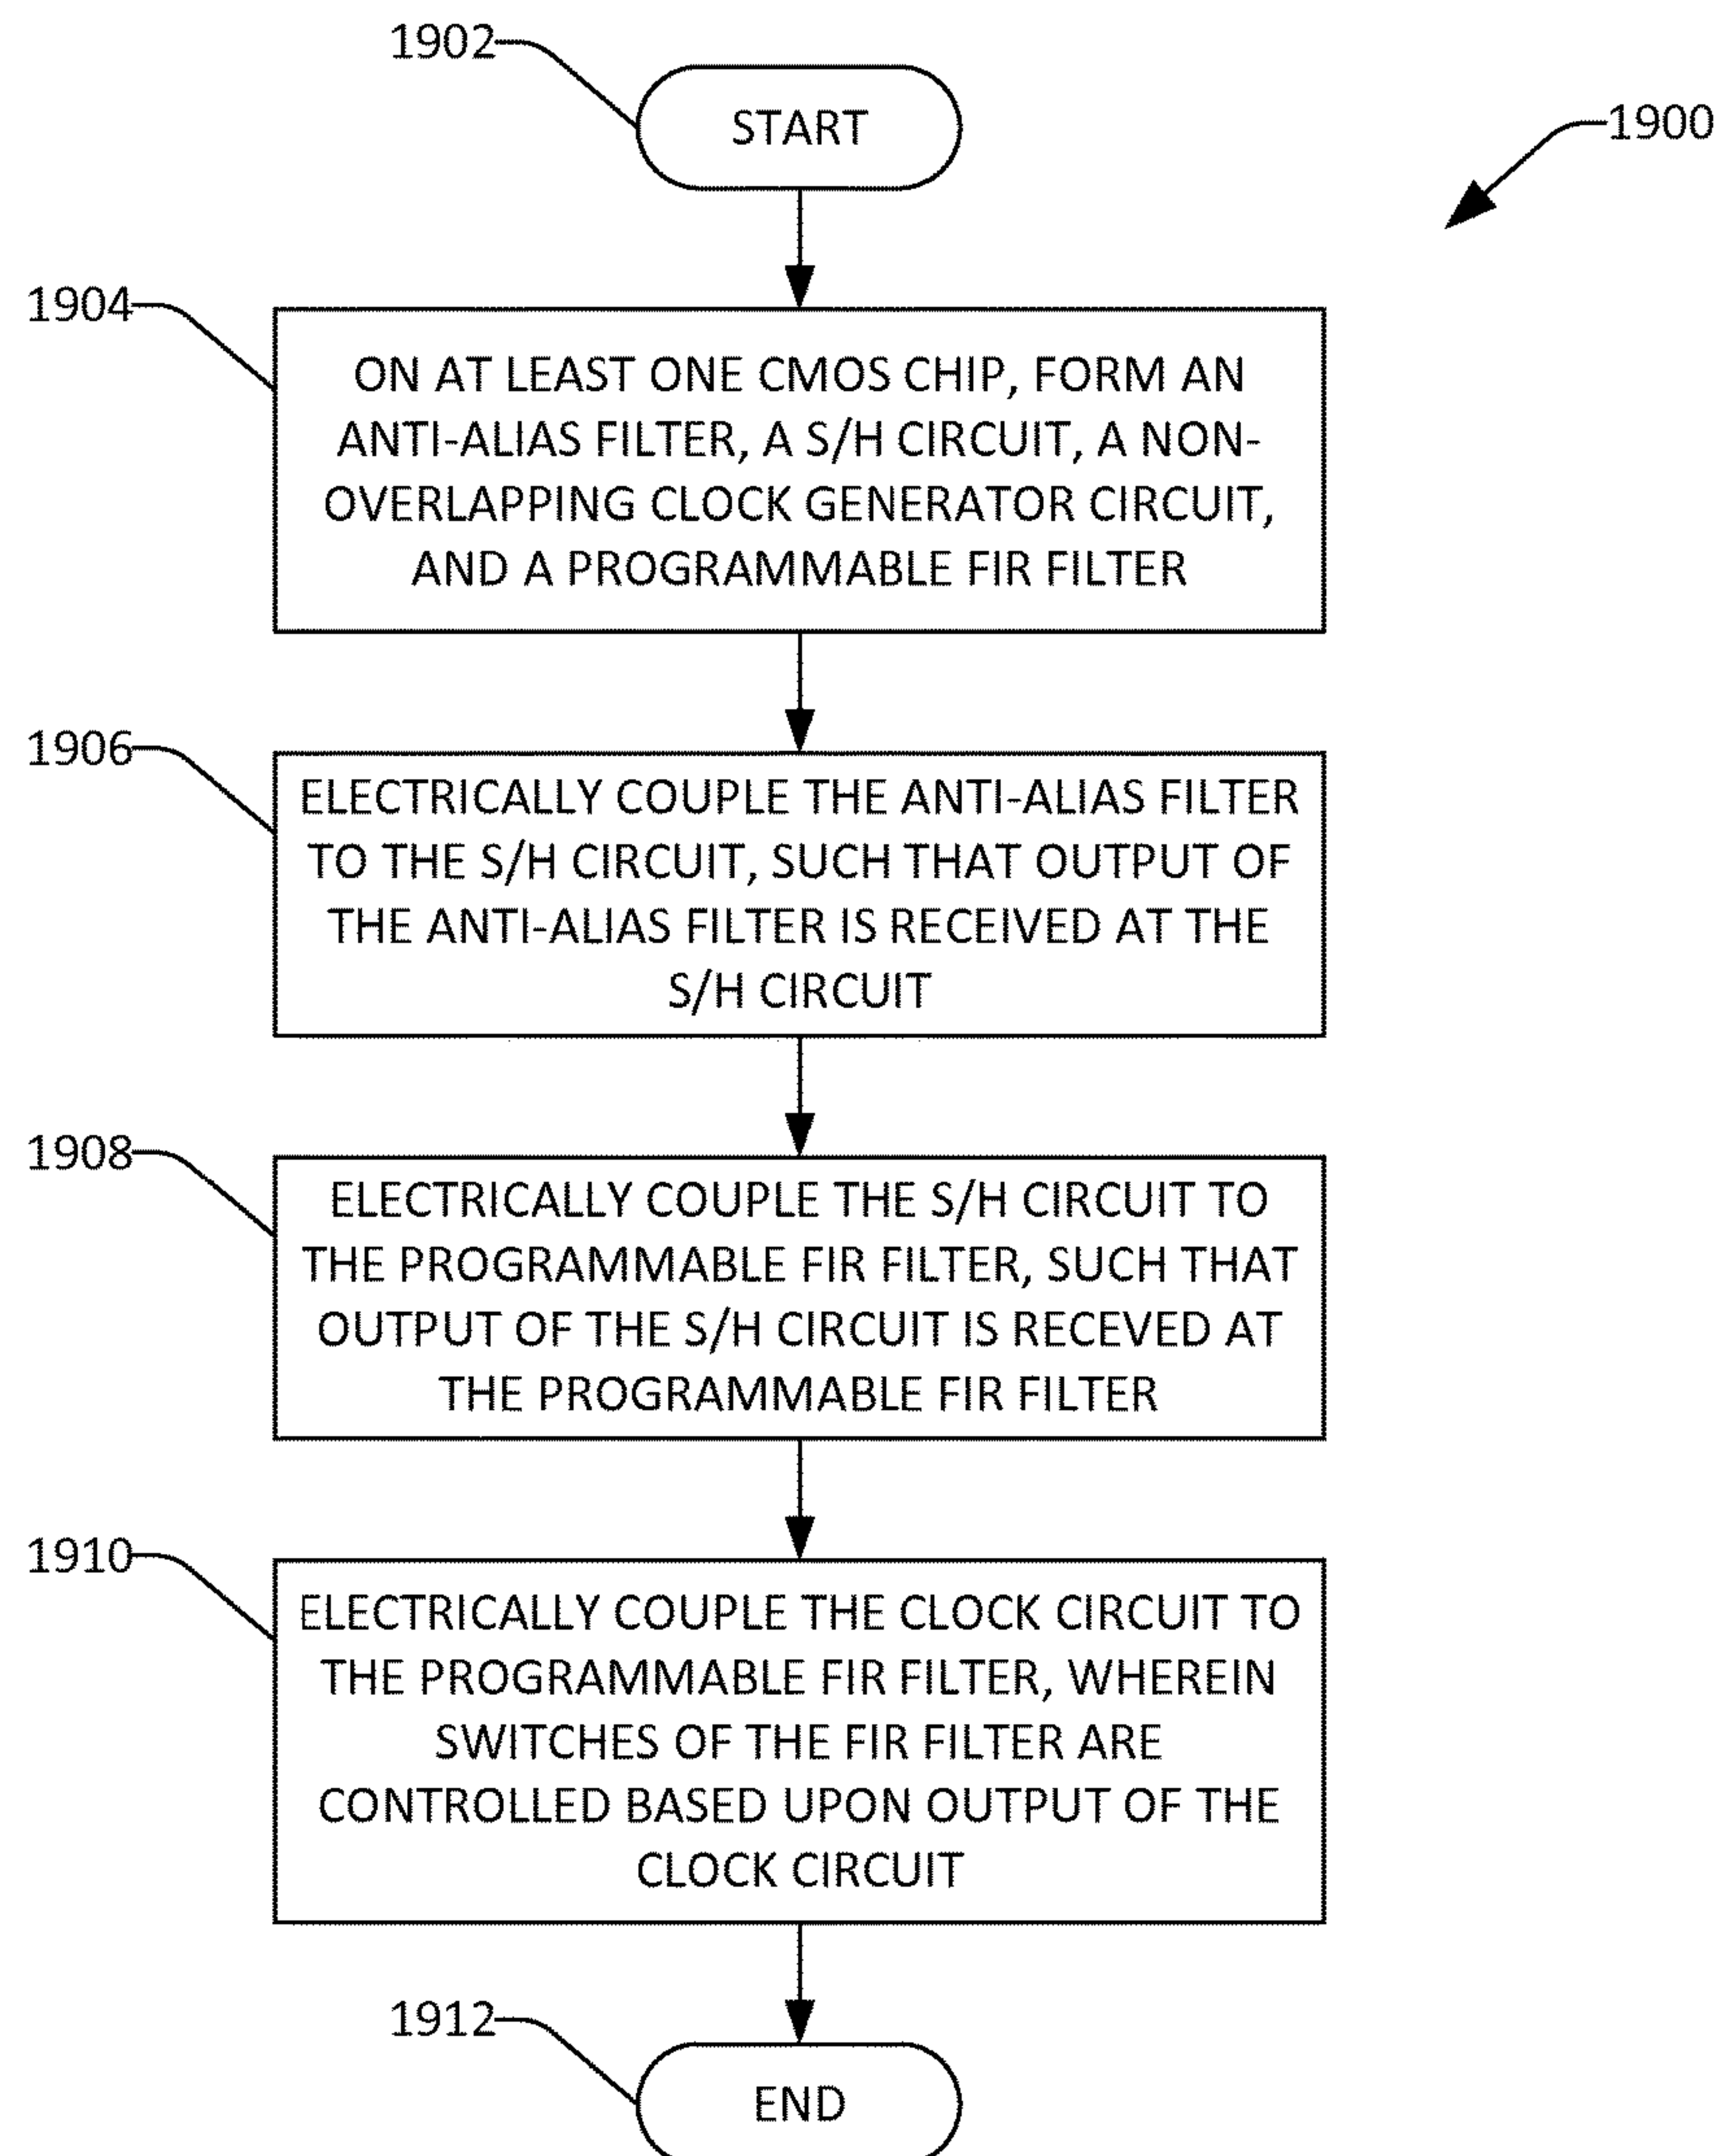 1902
START
1900
1904
ON AT LEAST ONE CMOS CHIP, FORM AN
ANTI-ALIAS FILTER, A S/H CIRCUIT, A NON-
OVERLAPPING CLOCK GENERATOR CIRCUIT,
AND A PROGRAMMABLE FIR FILTER
1906
ELECTRICALLY COUPLE THE ANTI-ALIAS FILTER
TO THE S/H CIRCUIT, SUCH THAT OUTPUT OF
THE ANTI-ALIAS FILTER IS RECEIVED AT THE
S/H CIRCUIT
1908
ELECTRICALLY COUPLE THE S/H CIRCUIT TO
THE PROGRAMMABLE FIR FILTER, SUCH THAT
OUTPUT OF THE S/H CIRCUIT IS RECEVED AT
THE PROGRAMMABLE FIR FILTER
1910
ELECTRICALLY COUPLE THE CLOCK CIRCUIT TO
THE PROGRAMMABLE FIR FILTER, WHEREIN
SWITCHES OF THE FIR FILTER ARE
CONTROLLED BASED UPON OUTPUT OF THE
CLOCK CIRCUIT
1912
END